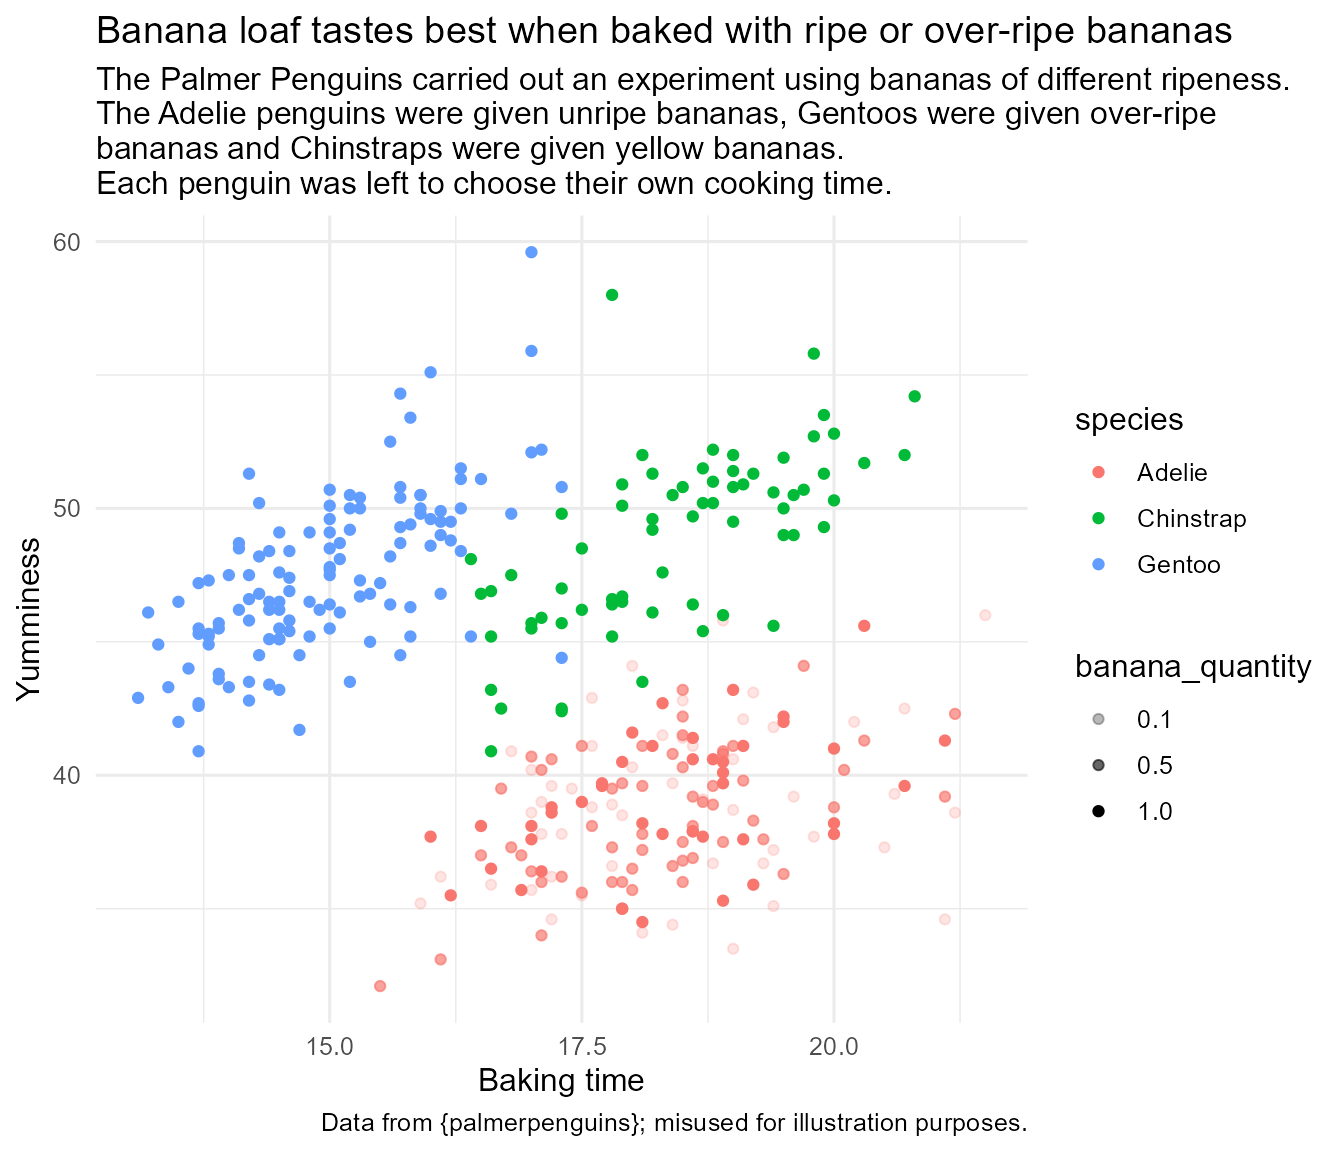 Banana loaf tastes best when baked with ripe or over-ripe bananas
The Palmer Penguins carried out an experiment using bananas of different ripeness.
The Adelie penguins were given unripe bananas, Gentoos were given over-ripe
bananas and Chinstraps were given yellow bananas.
Each penguin was left to choose their own cooking time.
60
50
40
Yumminess
15.0
17.5
20.0
Baking time
species
Adelie
Chinstrap
Gentoo
banana_quantity
0.1
0.5
1.0
Data from {palmerpenguins}; misused for illustration purposes.